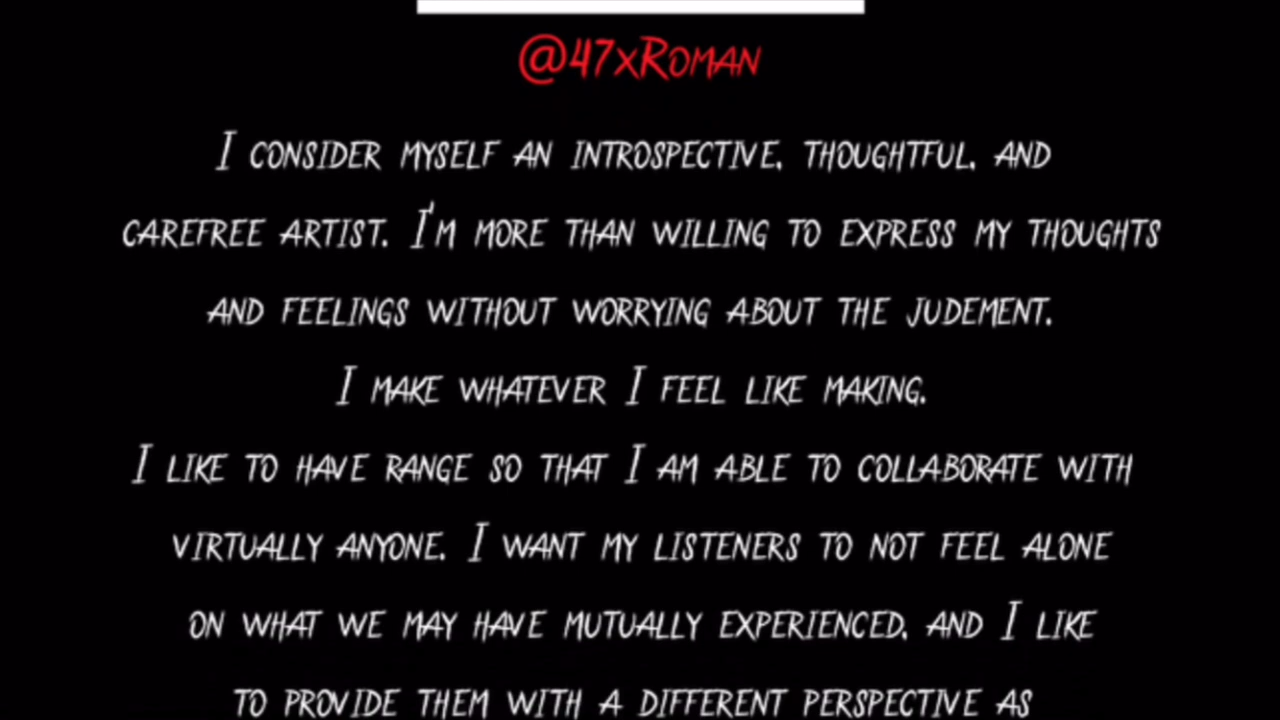 @47xRoman
I CONSIDER MYSELF AN INTROSPECTIVE, THOUGHTFUL, AND
CAREFREE ARTIST. I'M MORE THAN WILLING TO EXPRESS MY THOUGHTS
AND FEELINGS WITHOUT WORRYING ABOUT THE JUDEMENT.
I MAKE WHATEVER I FEEL LIKE MAKING.
I LIKE TO HAVE RANGE SO THAT I AM ABLE TO COLLABORATE WITH
VIRTUALLY ANYONE. I WANT MY LISTENERS TO NOT FEEL ALONE
ON WHAT WE MAY HAVE MUTUALLY EXPERIENCED, AND I LIKE
TO PROVIDE THEM WITH A DIFFERENT PERSPECTIVE AS